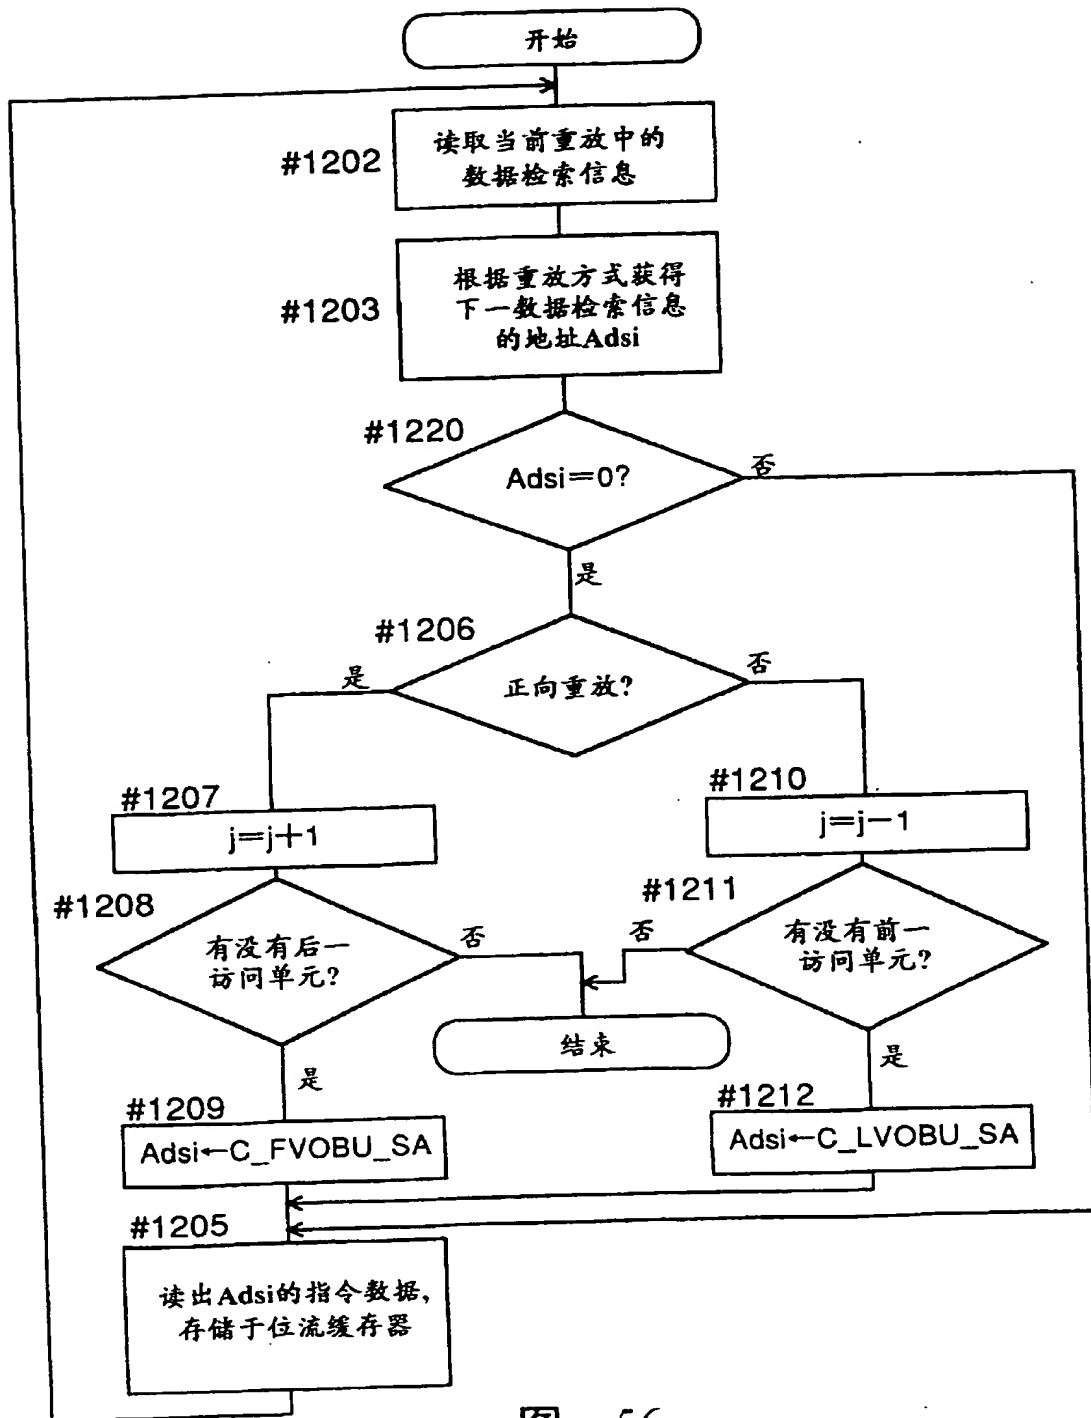 开始
#1202
读取当前重放中的
数据检索信息
#1203
根据重放方式获得
下一数据检索信息
的地址Adsi
#1220
Adsi=0?
否
是
#1206
正向重放?
是
否
#1207
j=j+1
#1210
j=j-1
#1208
有没有后一
访问单元?
否
#1211
有没有前一
访问单元?
否
结束
是
是
#1209
Adsi←C_FVOBU_SA
#1212
Adsi←C_LVOBU_SA
#1205
读出Adsi的指令数据,
存储于位流缓存器
图 56